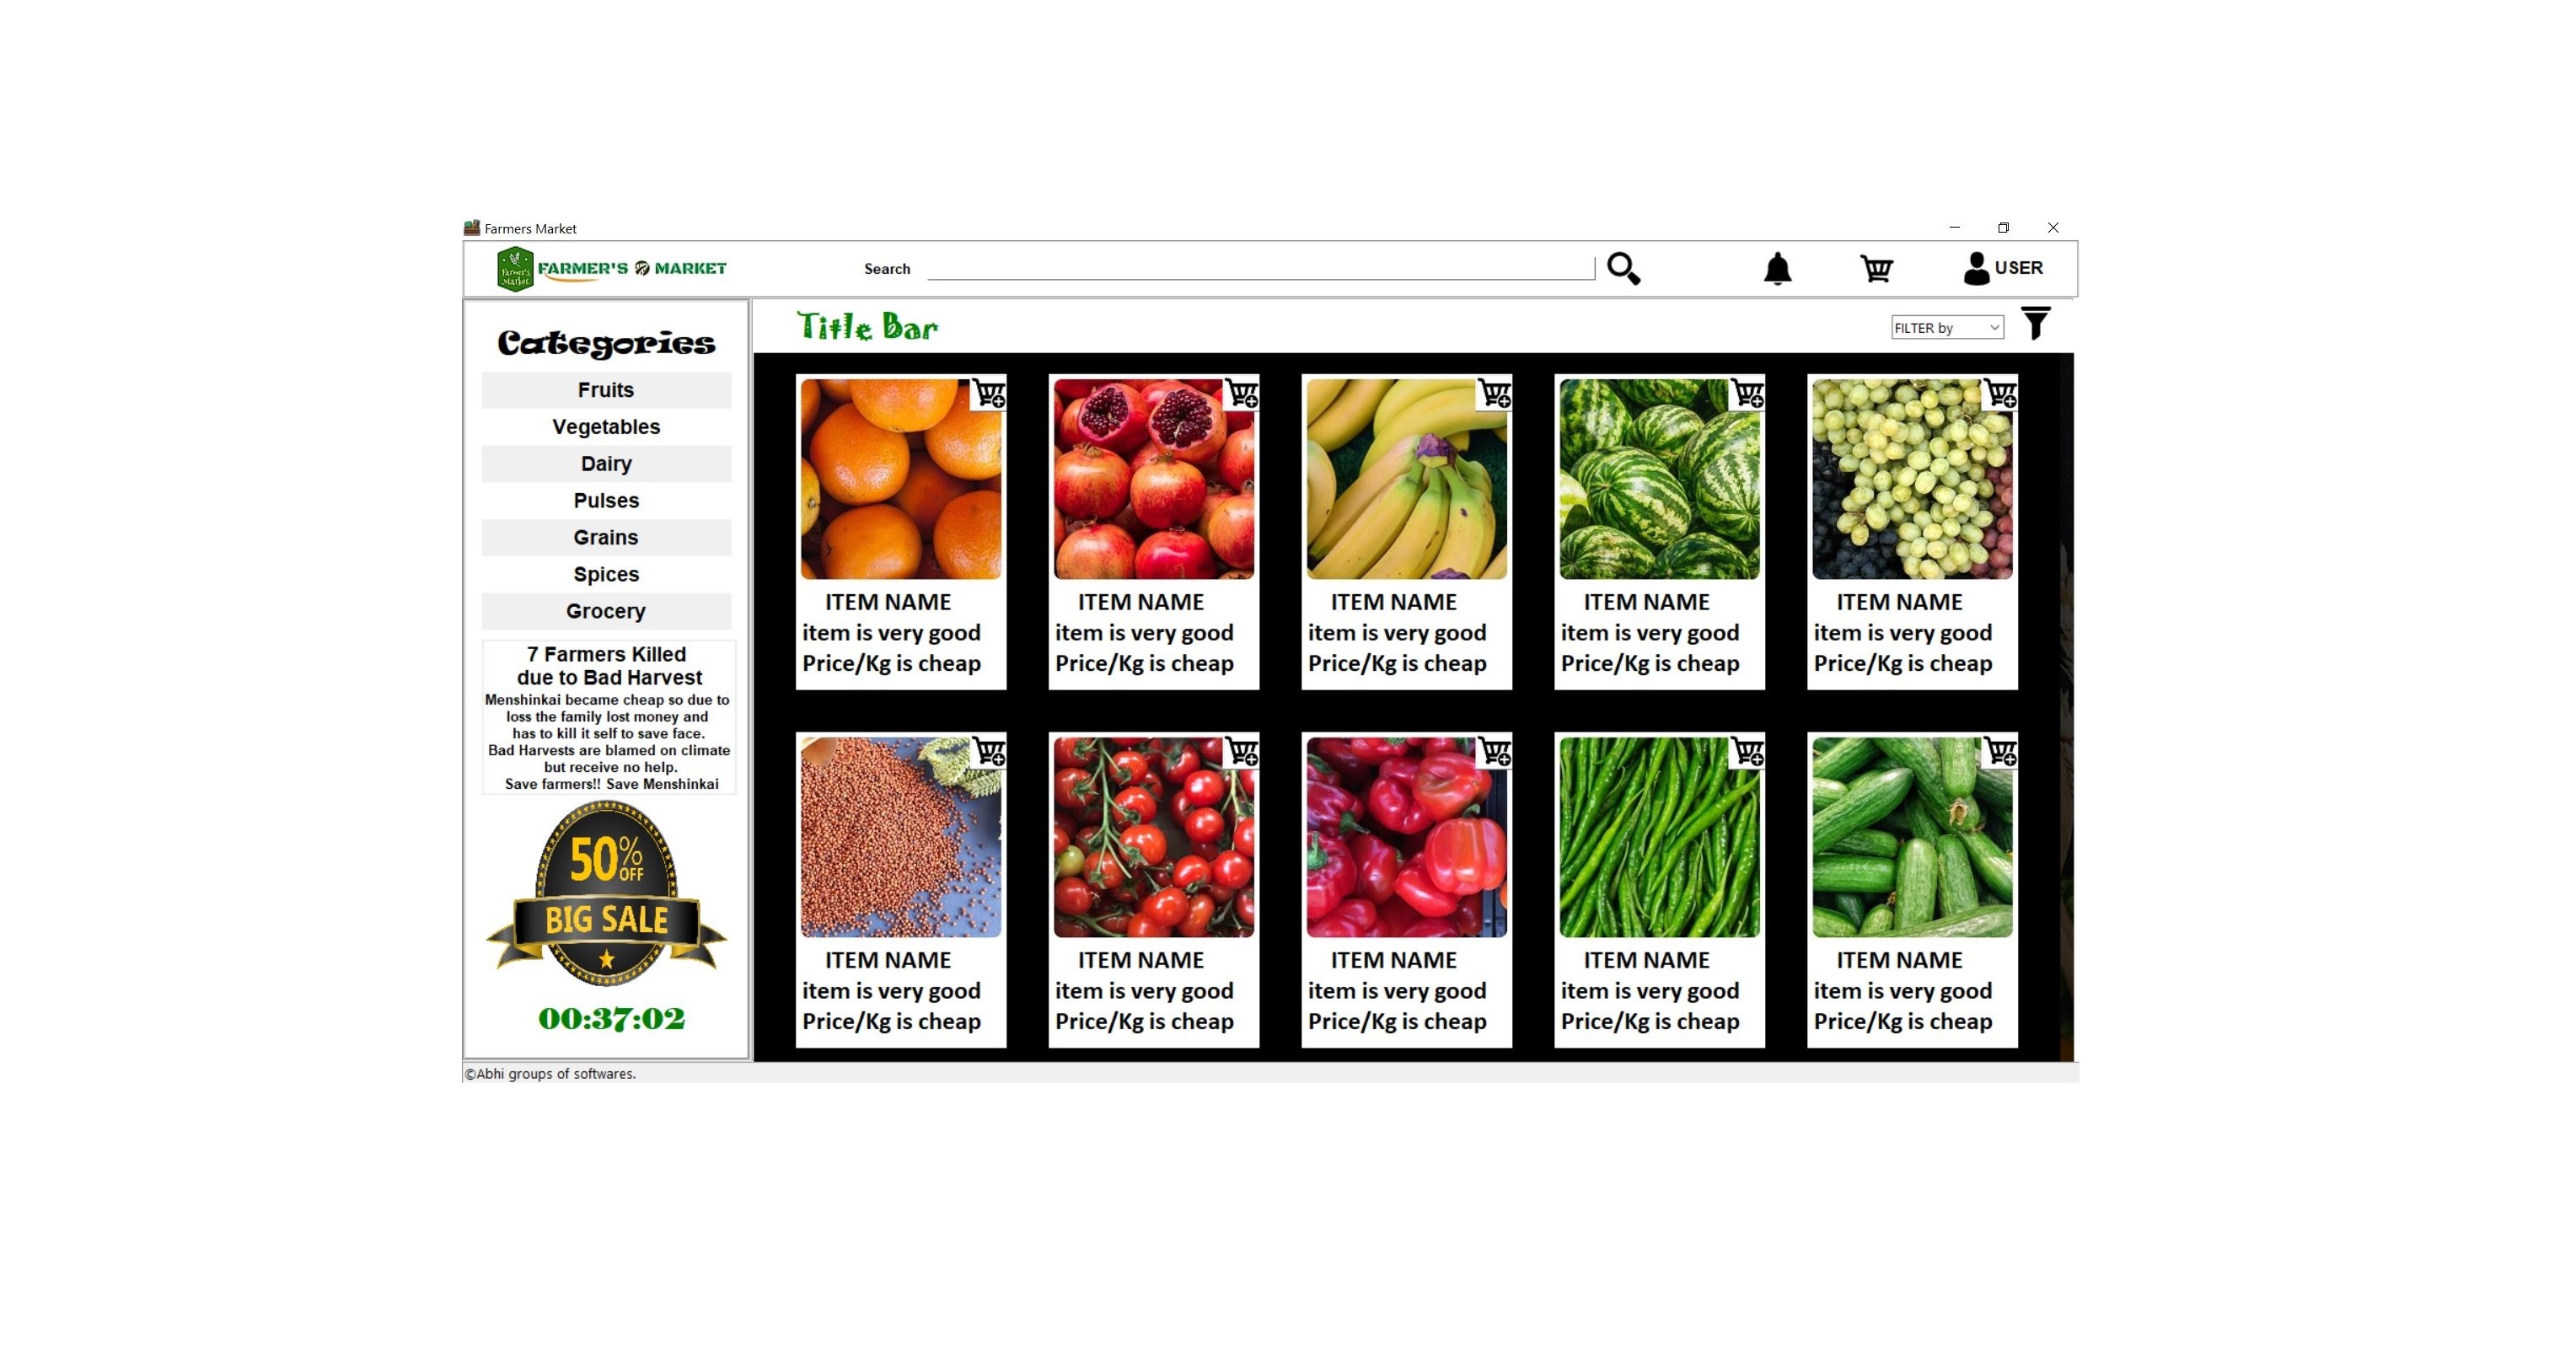 Farmers Market
Farmer's
Market
FARMER'S MARKET
Search
USER
Categories
Fruits
Vegetables
Dairy
Pulses
Grains
Spices
Grocery
7 Farmers Killed
due to Bad Harvest
Menshinkai became cheap so due to
loss the family lost money and
has to kill it self to save face.
Bad Harvests are blamed on climate
but receive no help.
Save farmers!! Save Menshinkai
50%
OFF
BIG SALE
00:37:02
Title Bar
FILTER by
ITEM NAME
item is very good
Price/Kg is cheap
ITEM NAME
item is very good
Price/Kg is cheap
ITEM NAME
item is very good
Price/Kg is cheap
ITEM NAME
item is very good
Price/Kg is cheap
ITEM NAME
item is very good
Price/Kg is cheap
ITEM NAME
item is very good
Price/Kg is cheap
ITEM NAME
item is very good
Price/Kg is cheap
ITEM NAME
item is very good
Price/Kg is cheap
ITEM NAME
item is very good
Price/Kg is cheap
ITEM NAME
item is very good
Price/Kg is cheap
©Abhi groups of softwares.